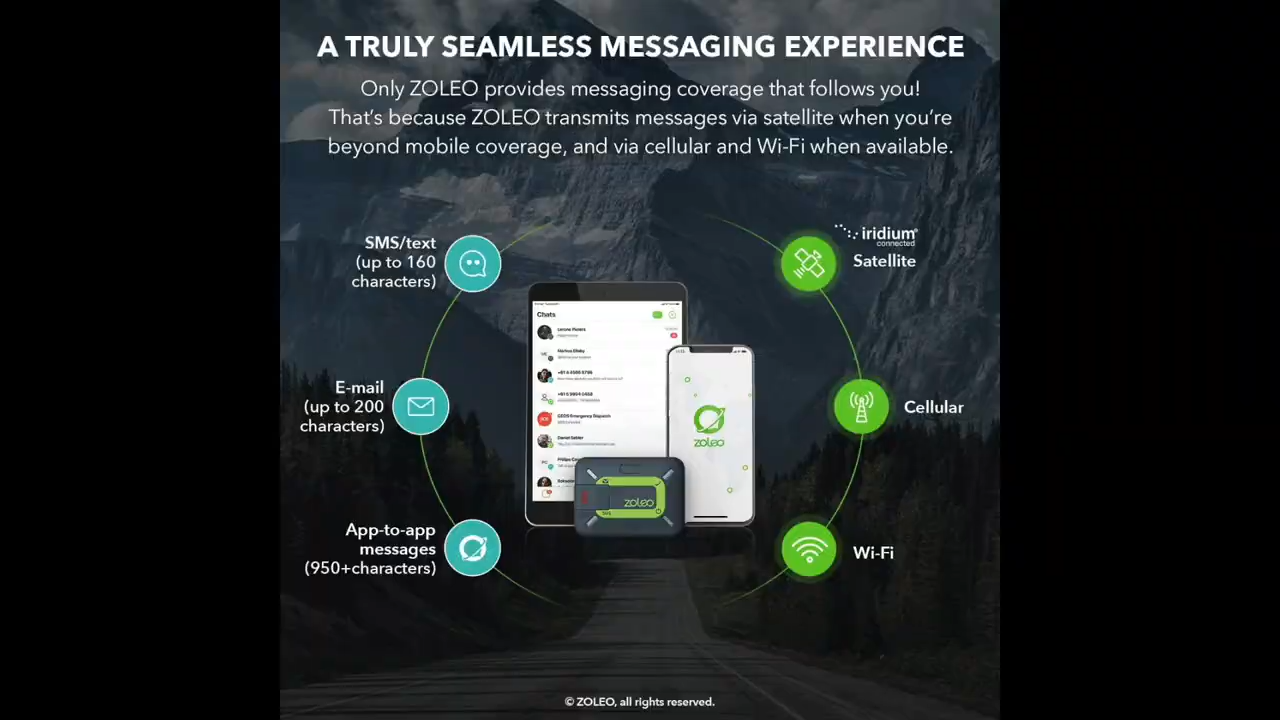 A TRULY SEAMLESS MESSAGING EXPERIENCE
Only ZOLEO provides messaging coverage that follows you!
That's because ZOLEO transmits messages via satellite when you're
beyond mobile coverage, and via cellular and Wi-Fi when available.
SMS/text
(up to 160
characters)
E-mail
(up to 200
characters)
App-to-app
messages
(950+characters)
iridium
connected
Satellite
Cellular
Wi-Fi
Chats
zoleo
zoleo
© ZOLEO, all rights reserved.